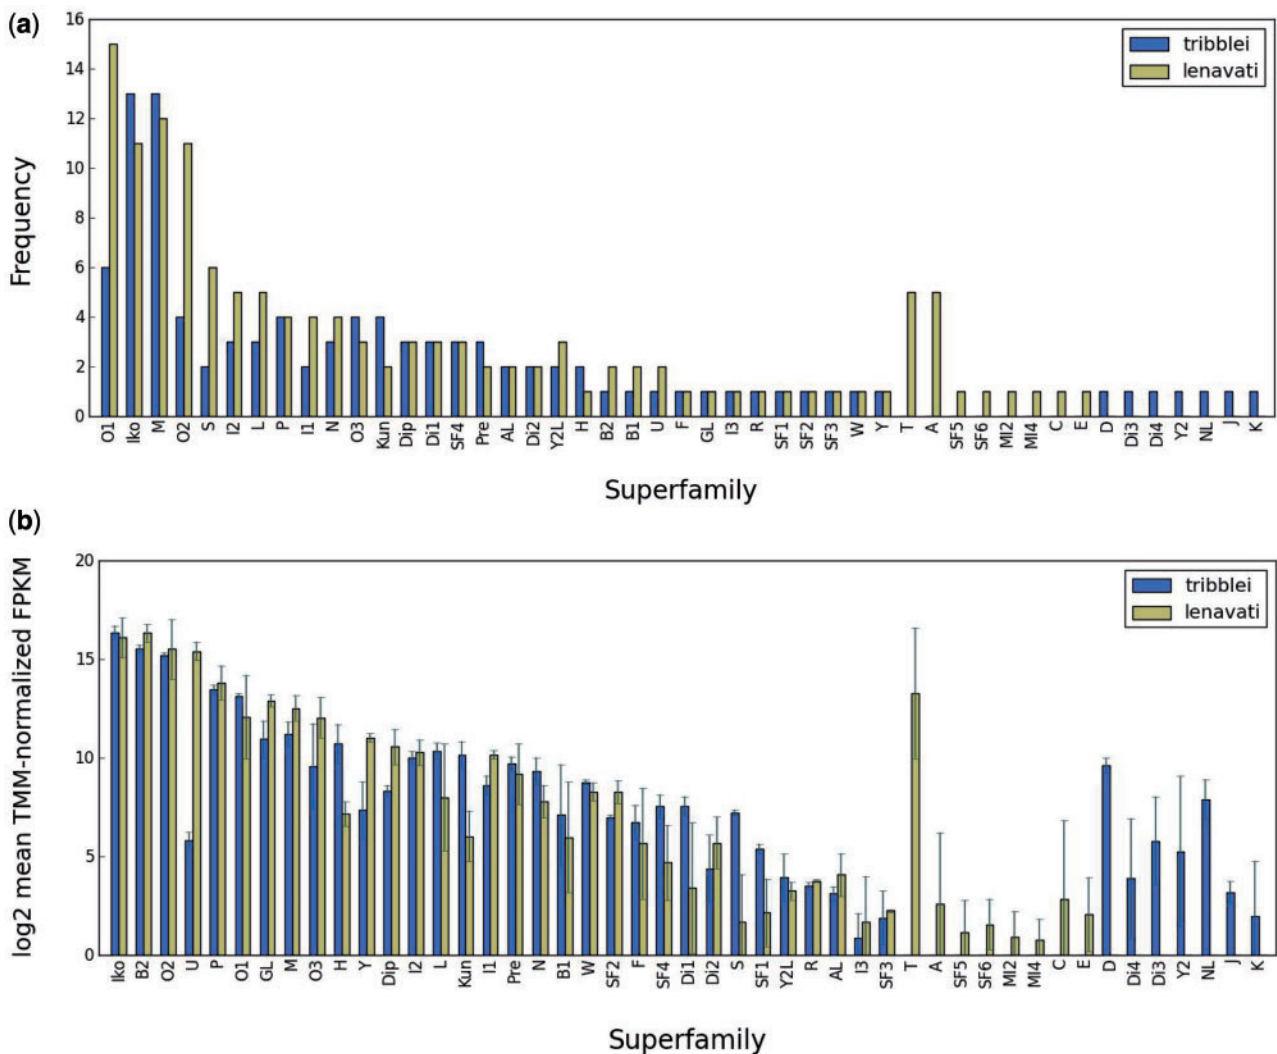 (a)
Frequency
16
14
12
10
8
6
4
2
0
tribblei
lenavati
O1 Iko M O2 S I2 L P I1 N O3 Kun Dip Di1 SF4 Pre AL Di2 Y2L H B2 B1 U F GL I3 R SF1 SF2 SF3 W Y T A SF5 SF6 MI2 MI4 C E D Di3 Di4 Y2 NL J K
Superfamily
(b)
log2 mean TMM-normalized FPKM
20
15
10
5
0
tribblei
lenavati
Iko B2 O2 U P O1 GL M O3 H Y Dip I2 L Kun I1 Pre N B1 W SF2 F SF4 Di1 Di2 S SF1 Y2L R AL I3 SF3 T A SF5 SF6 MI2 MI4 C E D Di4 Di3 Y2 NL J K
Superfamily